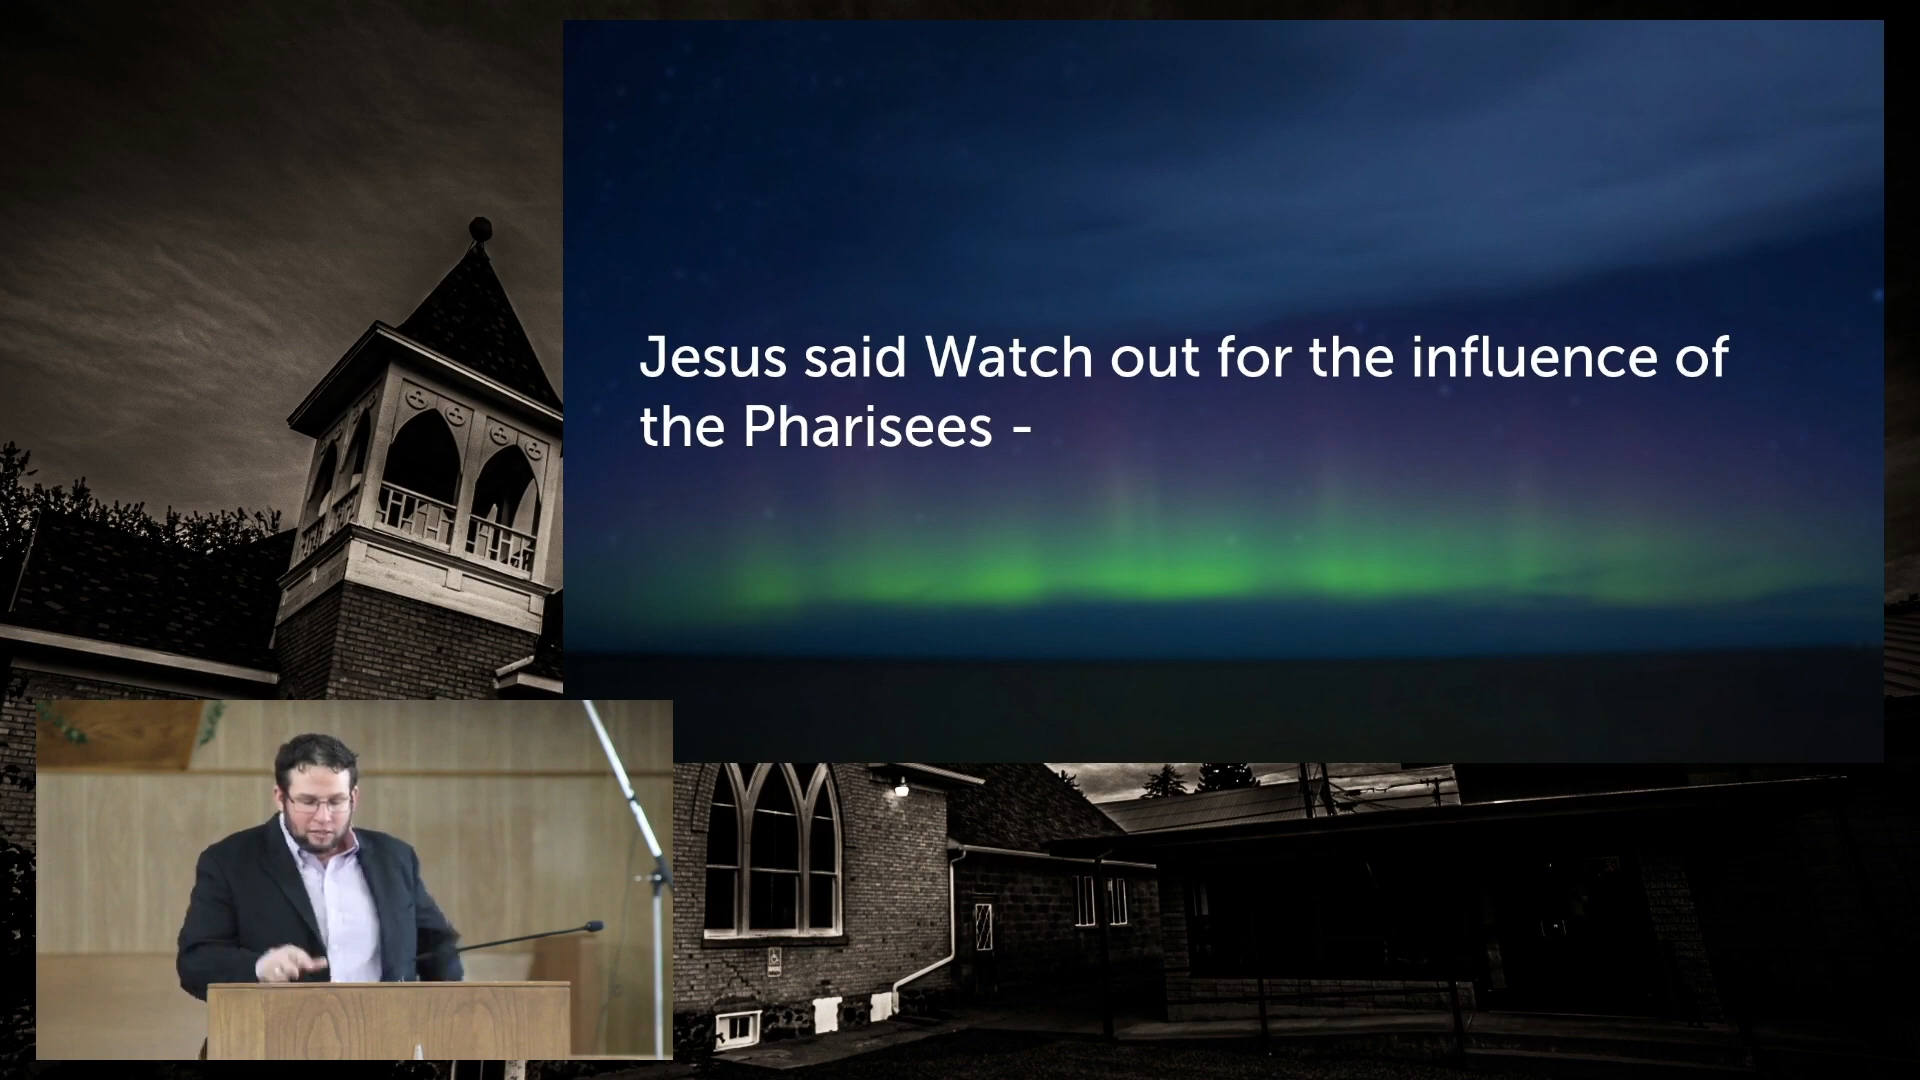 Jesus said Watch out for the influence of
the Pharisees -